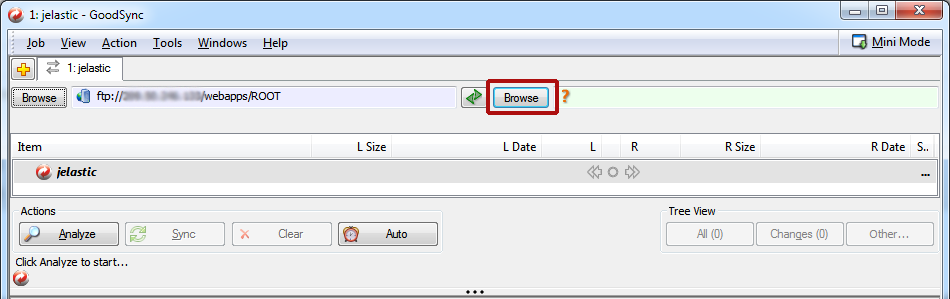 1: jelastic - GoodSync
Job View Action Tools Windows Help Mini Mode
1: jelastic
Browse ftp:// /webapps/ROOT Browse ?
Item L Size L Date L R R Size R Date S..
jelastic ...
Actions Tree View
Analyze Sync Clear Auto All (0) Changes (0) Other...
Click Analyze to start...